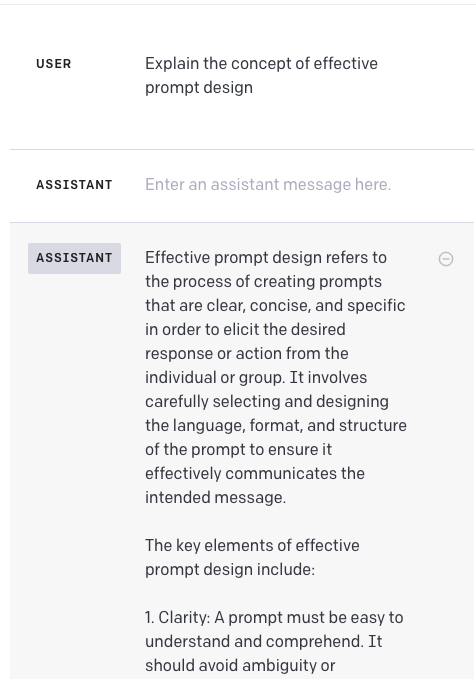 USER
Explain the concept of effective
prompt design
ASSISTANT
Enter an assistant message here.
ASSISTANT
Effective prompt design refers to
the process of creating prompts
that are clear, concise, and specific
in order to elicit the desired
response or action from the
individual or group. It involves
carefully selecting and designing
the language, format, and structure
of the prompt to ensure it
effectively communicates the
intended message.
The key elements of effective
prompt design include:
1. Clarity: A prompt must be easy to
understand and comprehend. It
should avoid ambiguity or